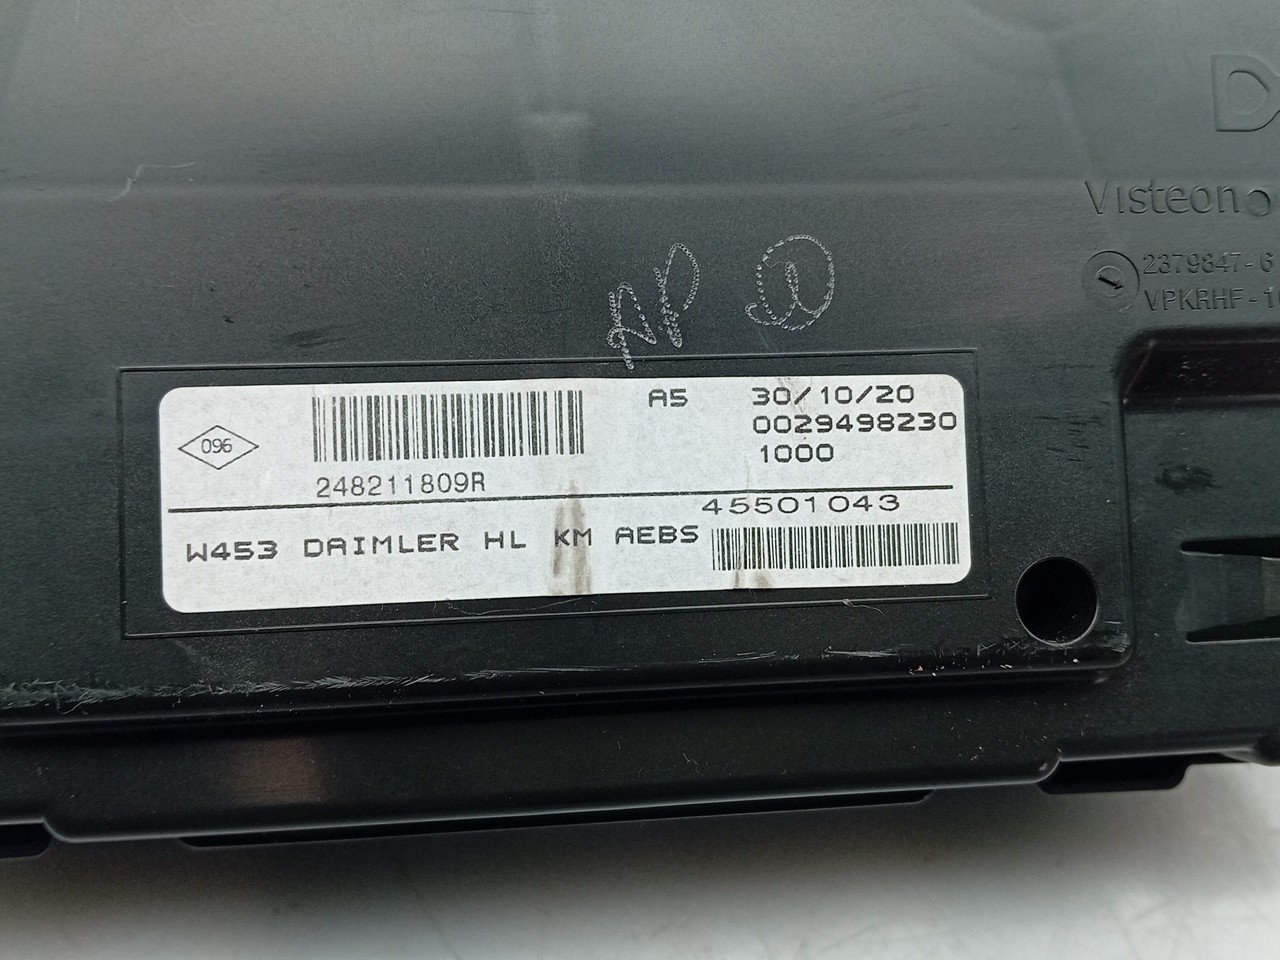 Visteon
2379847-6
VPKRHF-1
AP
096
248211809R
A5
30/10/20
0029498230
1000
45501043
W453 DAIMLER HL KM AEBS